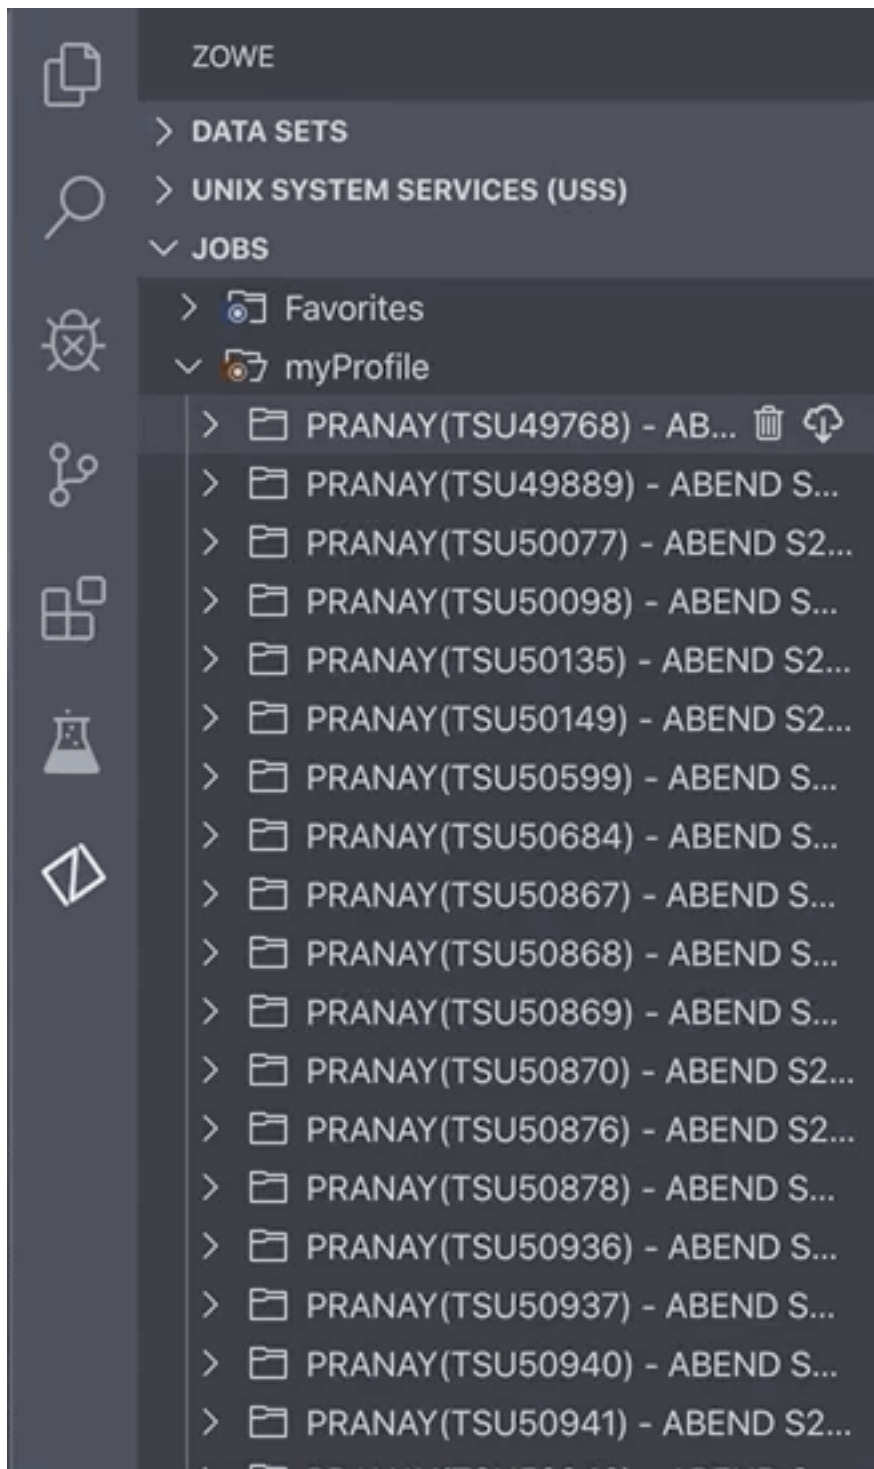 ZOWE
DATA SETS
UNIX SYSTEM SERVICES (USS)
JOBS
Favorites
myProfile
PRANAY(TSU49768) - AB...
PRANAY(TSU49889) - ABEND S...
PRANAY(TSU50077) - ABEND S2...
PRANAY(TSU50098) - ABEND S...
PRANAY(TSU50135) - ABEND S2...
PRANAY(TSU50149) - ABEND S2...
PRANAY(TSU50599) - ABEND S...
PRANAY(TSU50684) - ABEND S...
PRANAY(TSU50867) - ABEND S...
PRANAY(TSU50868) - ABEND S...
PRANAY(TSU50869) - ABEND S...
PRANAY(TSU50870) - ABEND S2...
PRANAY(TSU50876) - ABEND S2...
PRANAY(TSU50878) - ABEND S...
PRANAY(TSU50936) - ABEND S...
PRANAY(TSU50937) - ABEND S...
PRANAY(TSU50940) - ABEND S...
PRANAY(TSU50941) - ABEND S2...